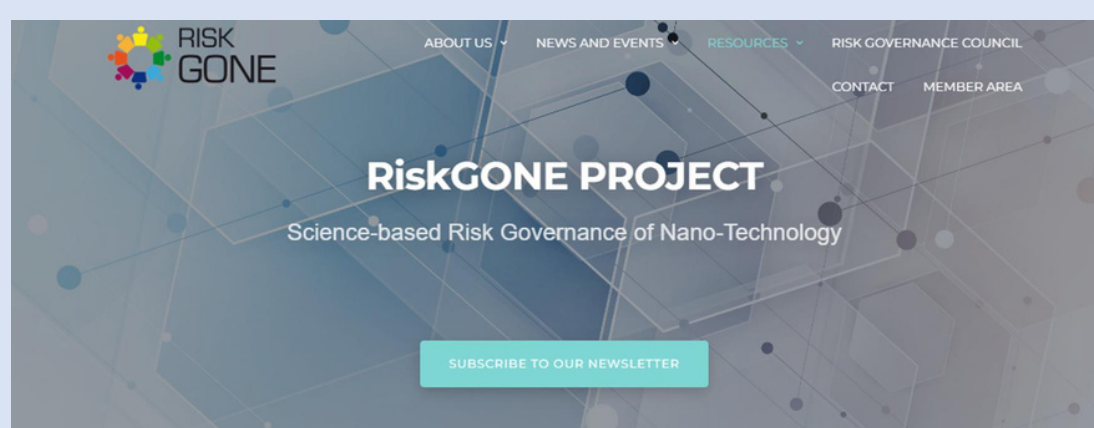 RISK
GONE
ABOUT US
NEWS AND EVENTS
RESOURCES
RISK GOVERNANCE COUNCIL
CONTACT
MEMBER AREA
RiskGONE PROJECT
Science-based Risk Governance of Nano-Technology
SUBSCRIBE TO OUR NEWSLETTER